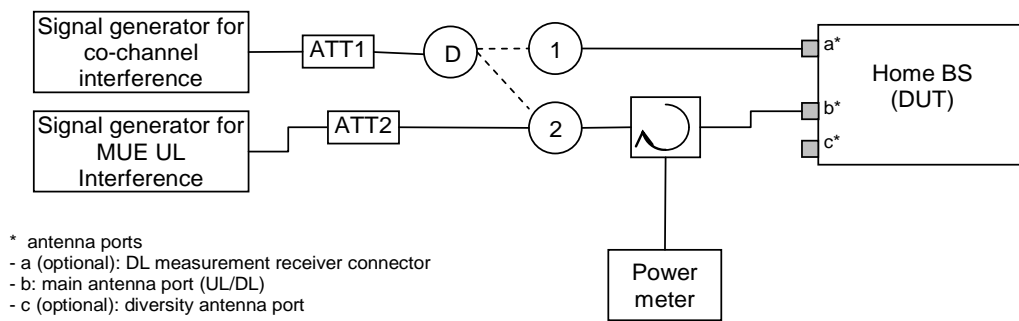 Signal generator for
co-channel
interference
ATT1
D
1
a*
Home BS
(DUT)
Signal generator for
MUE UL
Interference
ATT2
2
b*
c*
* antenna ports
- a (optional): DL measurement receiver connector
- b: main antenna port (UL/DL)
- c (optional): diversity antenna port
Power
meter